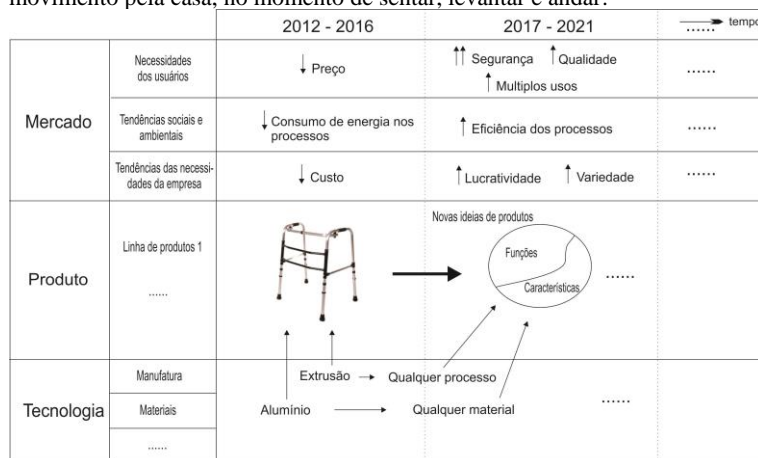 movimento pela casa, no momento de sentar, levantar e andar.
2012 - 2016
2017 - 2021
...... tempo
Mercado
Necessidades
dos usuários
↓ Preço
↑↑ Segurança ↑ Qualidade
↑ Multiplos usos
......
Tendências sociais e
ambientais
↓ Consumo de energia nos
processos
↑ Eficiência dos processos
......
Tendências das necessi-
dades da empresa
↓ Custo
↑ Lucratividade ↑ Variedade
......
Produto
Linha de produtos 1
......
Novas ideias de produtos
Funções
Características
......
Tecnologia
Manufatura
Extrusão → Qualquer processo
Materiais
Alumínio → Qualquer material
......
......